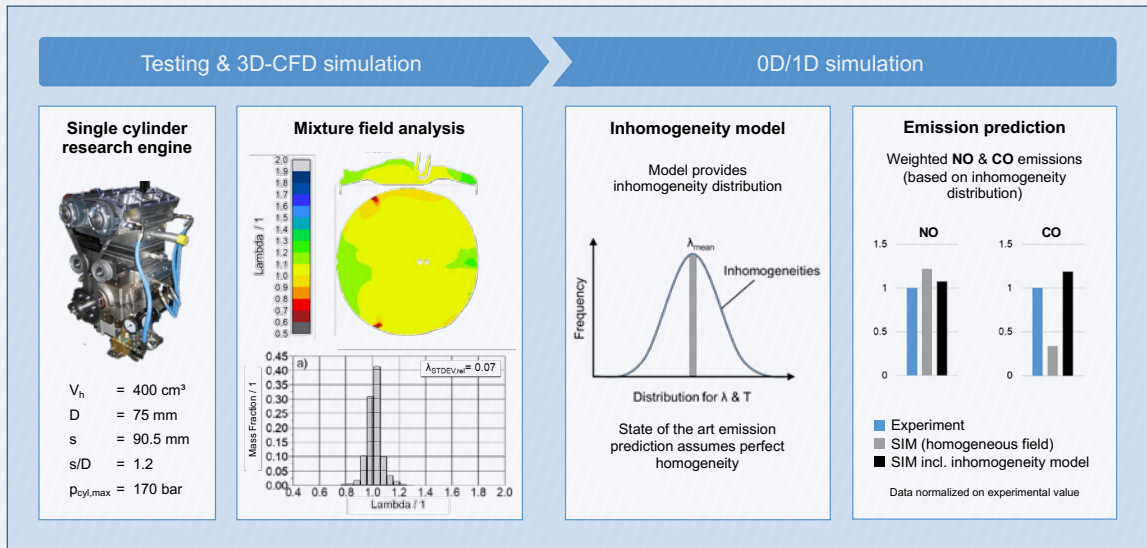 Testing & 3D-CFD simulation
0D/1D simulation
Single cylinder
research engine
Vₕ = 400 cm³
D = 75 mm
s = 90.5 mm
s/D = 1.2
p_cyl,max = 170 bar
Mixture field analysis
Lambda / 1
2.0
1.9
1.8
1.7
1.6
1.5
1.4
1.3
1.2
1.1
1.0
0.9
0.8
0.7
0.6
0.5
a)
λ_STDEV,rel = 0.07
Mass Fraction / 1
0.45
0.40
0.35
0.30
0.25
0.20
0.15
0.10
0.05
0.00
0.4 0.6 0.8 1.0 1.2 1.4 1.6 1.8 2.0
Lambda / 1
Inhomogeneity model
Model provides
inhomogeneity distribution
λmean
Inhomogeneities
Frequency
Distribution for λ & T
State of the art emission
prediction assumes perfect
homogeneity
Emission prediction
Weighted NO & CO emissions
(based on inhomogeneity
distribution)
NO
1.5
1
0.5
0
CO
1.5
1
0.5
0
Experiment
SIM (homogeneous field)
SIM incl. inhomogeneity model
Data normalized on experimental value